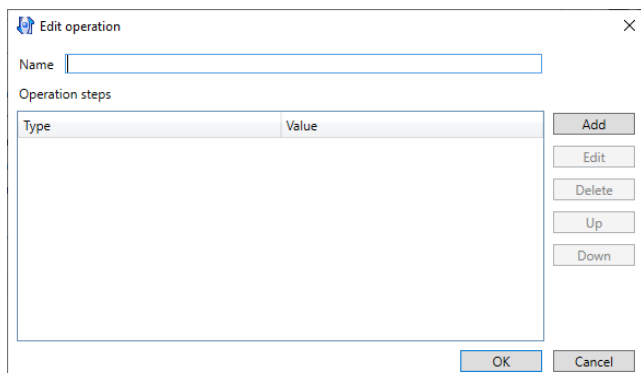 Edit operation
Name
Operation steps
Type Value
Add
Edit
Delete
Up
Down
OK Cancel